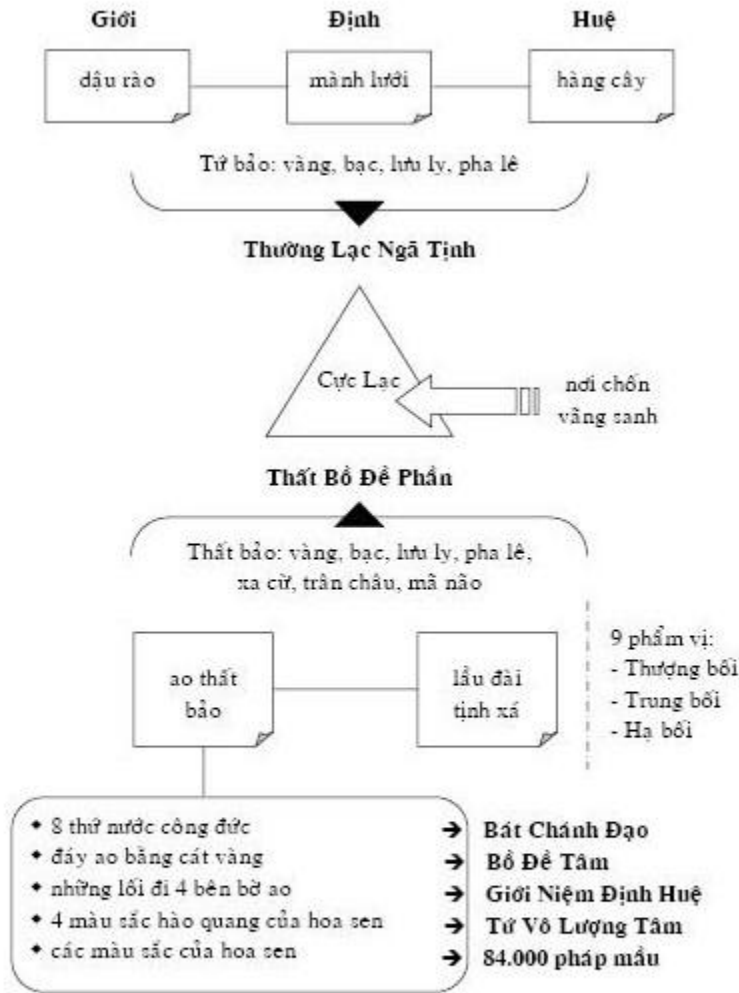 Giới Định Huệ
dậu rào mành lưới hàng cây
Tứ bảo: vàng, bạc, lưu ly, pha lê
Thường Lạc Ngã Tịnh
Cực Lạc
nơi chốn
vãng sanh
Thất Bồ Đề Phần
Thất bảo: vàng, bạc, lưu ly, pha lê,
xa cừ, trân châu, mã não
ao thất
bảo
lầu đài
tịnh xá
9 phẩm vị:
- Thượng bối
- Trung bối
- Hạ bối
◆ 8 thứ nước công đức → Bát Chánh Đạo
◆ đáy ao bằng cát vàng → Bồ Đề Tâm
◆ những lối đi 4 bên bờ ao → Giới Niệm Định Huệ
◆ 4 màu sắc hào quang của hoa sen → Tứ Vô Lượng Tâm
◆ các màu sắc của hoa sen → 84.000 pháp mầu